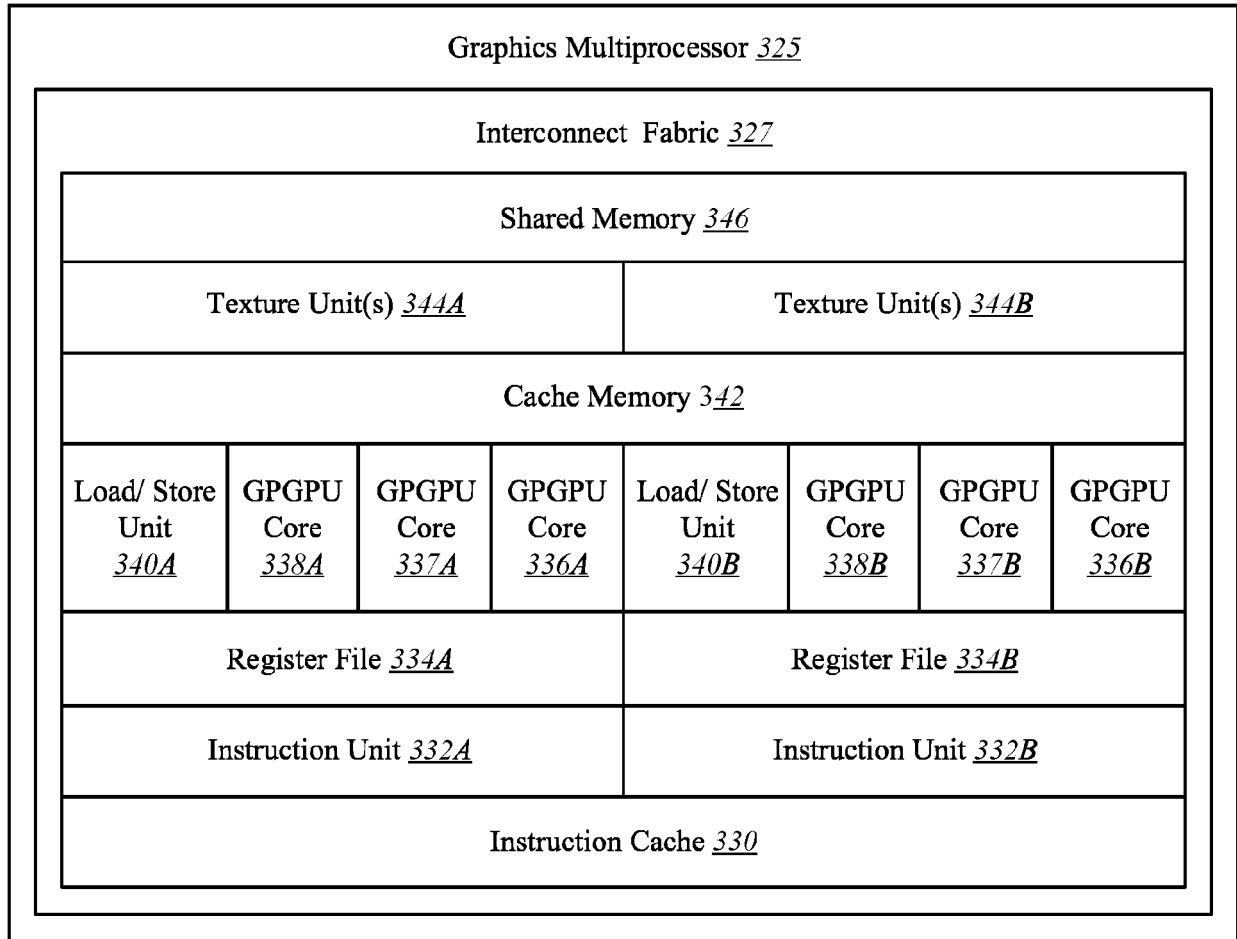 Graphics Multiprocessor 325
Interconnect Fabric 327
Shared Memory 346
Texture Unit(s) 344A
Texture Unit(s) 344B
Cache Memory 342
Load/ Store
Unit
340A
GPGPU
Core
338A
GPGPU
Core
337A
GPGPU
Core
336A
Load/ Store
Unit
340B
GPGPU
Core
338B
GPGPU
Core
337B
GPGPU
Core
336B
Register File 334A
Register File 334B
Instruction Unit 332A
Instruction Unit 332B
Instruction Cache 330